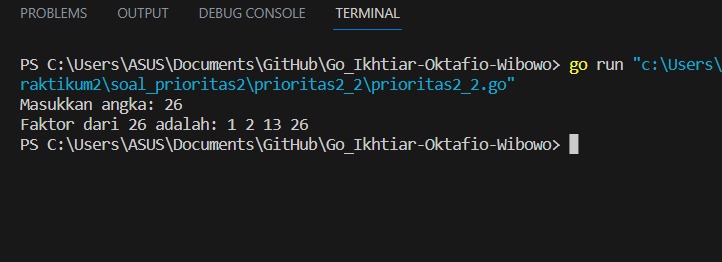 PROBLEMS OUTPUT DEBUG CONSOLE TERMINAL
PS C:\Users\ASUS\Documents\GitHub\Go_Ikhtiar-Oktafio-Wibowo> go run "c:\Users\
raktikum2\soal_prioritas2\prioritas2_2\prioritas2_2.go"
Masukkan angka: 26
Faktor dari 26 adalah: 1 2 13 26
PS C:\Users\ASUS\Documents\GitHub\Go_Ikhtiar-Oktafio-Wibowo>